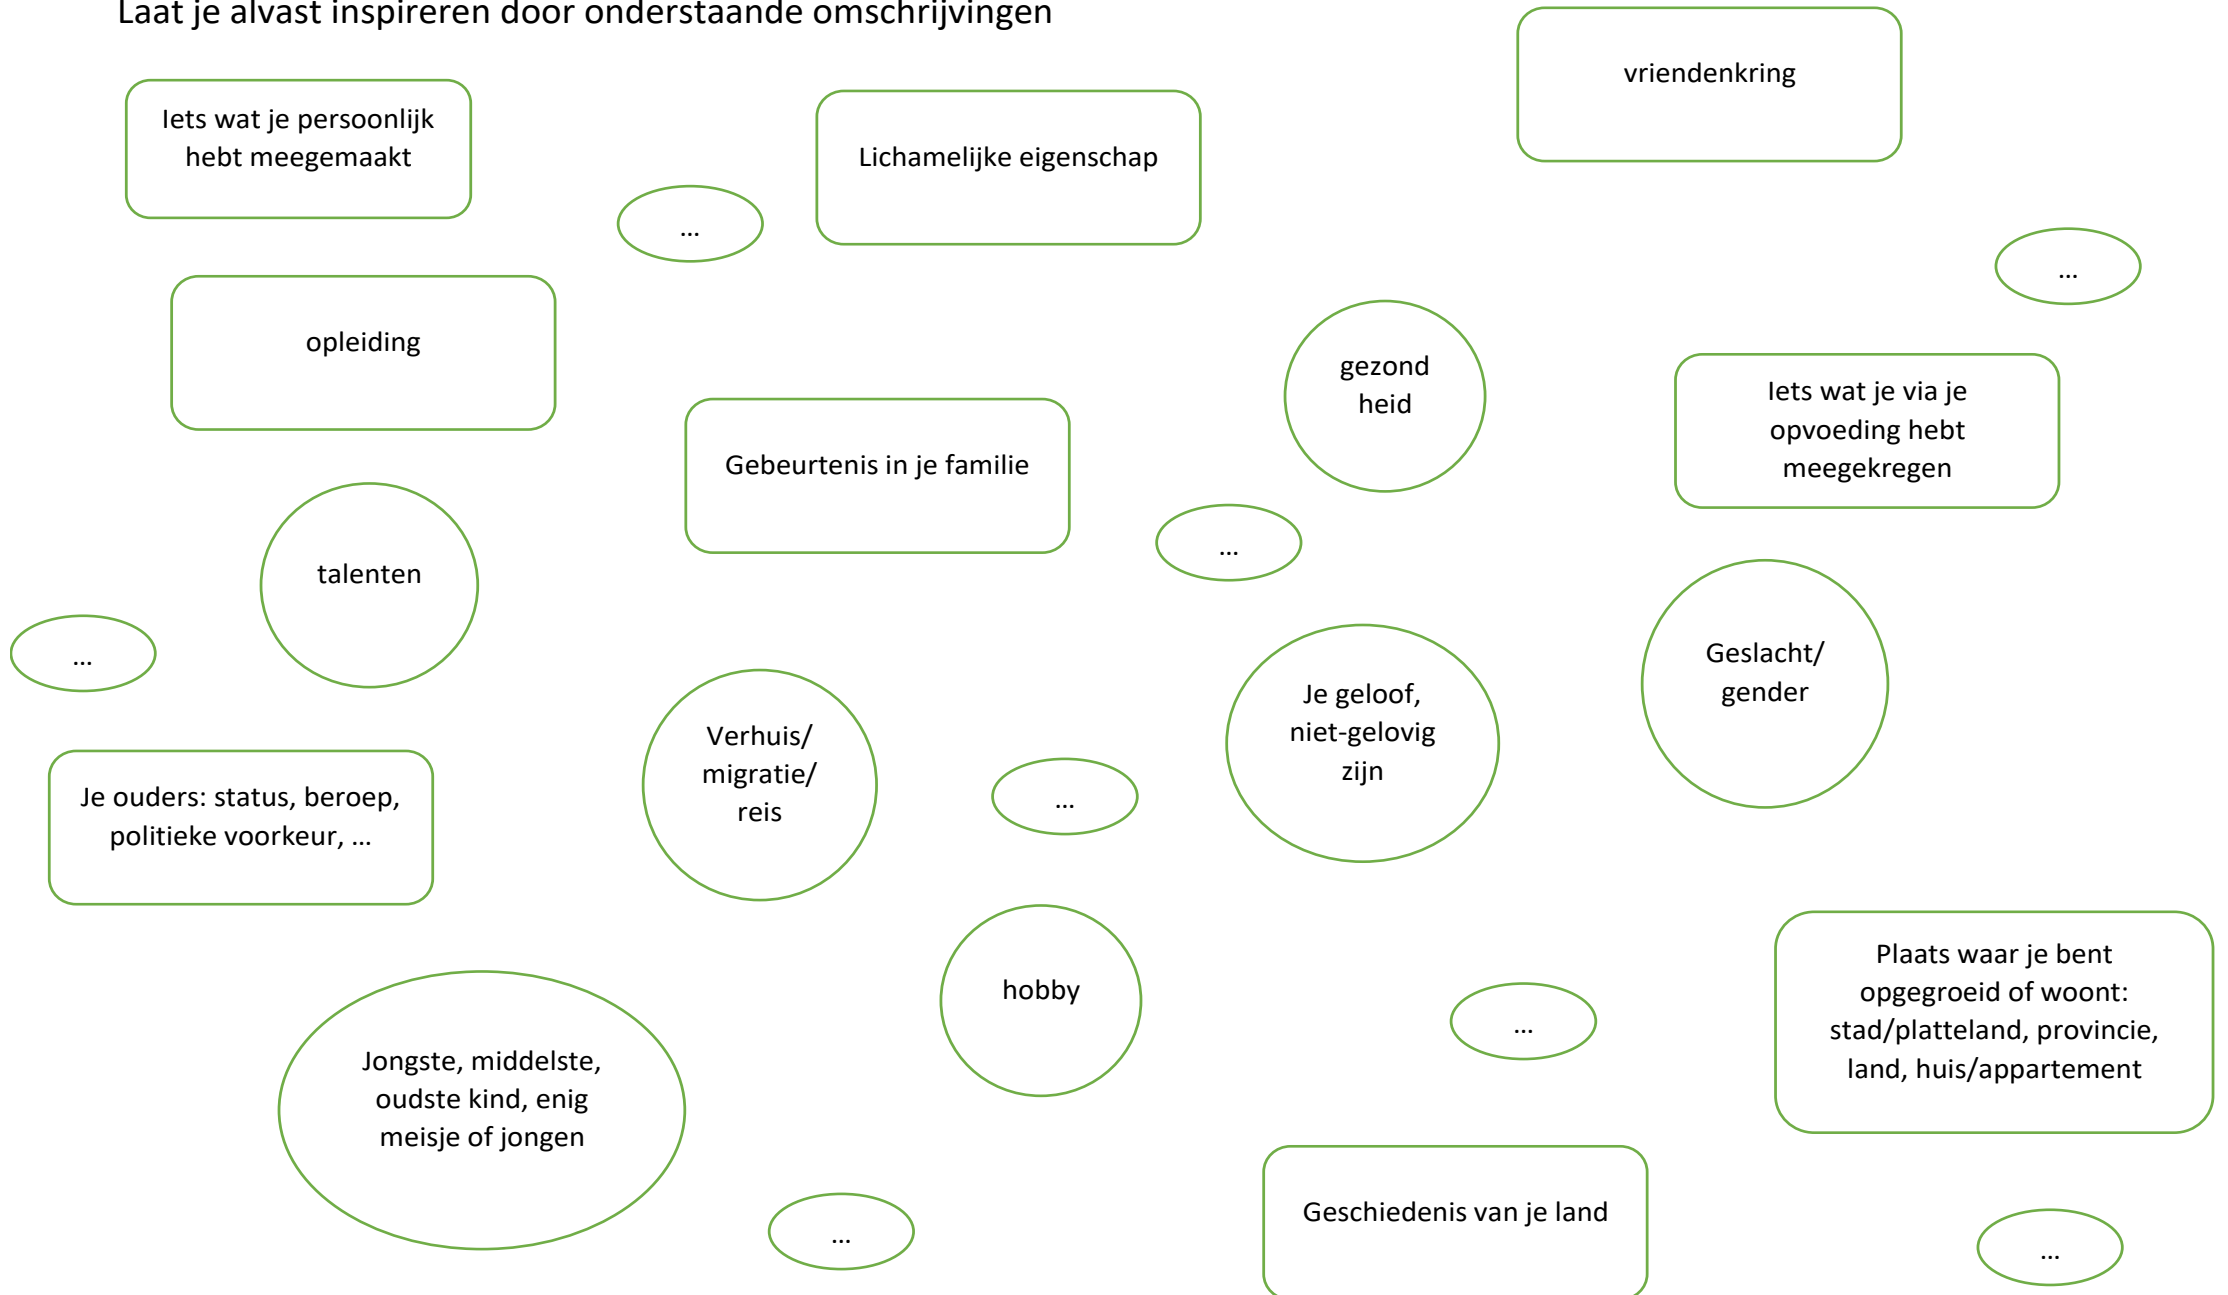 Laat je alvast inspireren door onderstaande omschrijvingen
vriendenkring
Iets wat je persoonlijk
hebt meegemaakt
Lichamelijke eigenschap
...
...
opleiding
gezond
heid
Iets wat je via je
opvoeding hebt
meegekregen
Gebeurtenis in je familie
...
talenten
...
Geslacht/
gender
Je geloof,
niet-gelovig
zijn
Verhuis/
migratie/
reis
...
Je ouders: status, beroep,
politieke voorkeur, ...
hobby
Plaats waar je bent
opgegroeid of woont:
stad/platteland, provincie,
land, huis/appartement
...
Jongste, middelste,
oudste kind, enig
meisje of jongen
Geschiedenis van je land
...
...